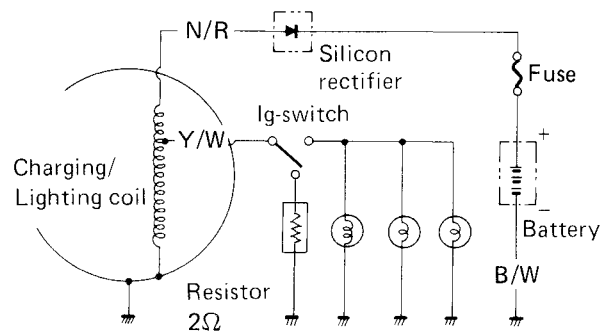 N/R
Silicon
rectifier
Fuse
Ig-switch
Y/W
Charging/
Lighting coil
+
−
Battery
B/W
Resistor
2Ω